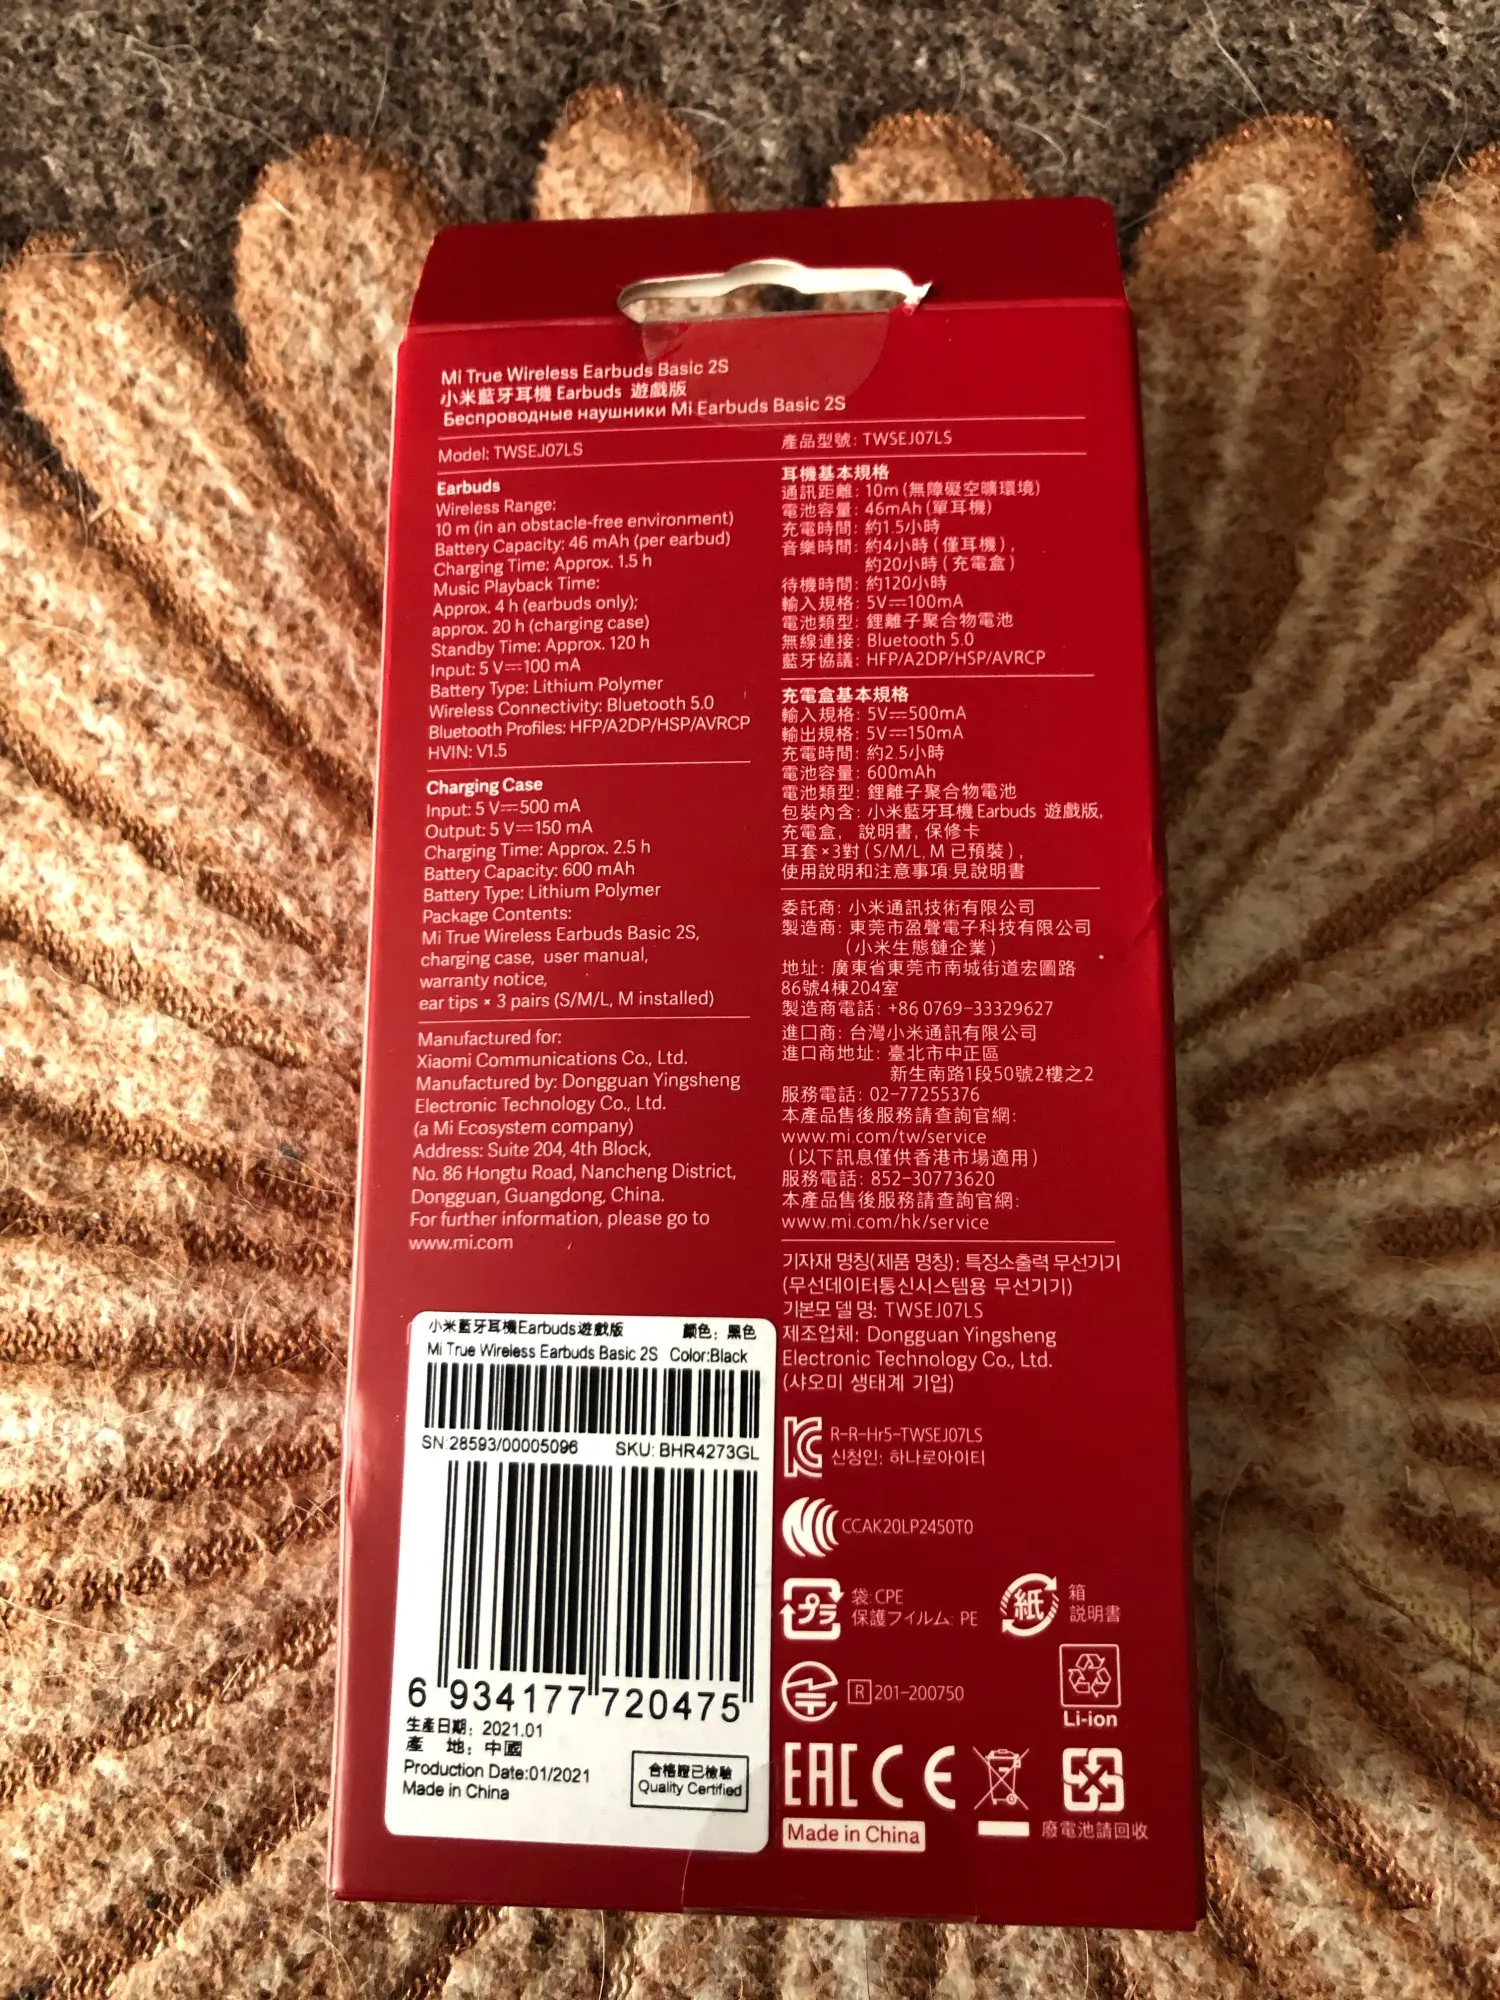 Mi True Wireless Earbuds Basic 2S
小米藍牙耳機 Earbuds 遊戲版
Беспроводные наушники Mi Earbuds Basic 2S
Model: TWSEJ07LS
Earbuds
Wireless Range:
10 m (in an obstacle-free environment)
Battery Capacity: 46 mAh (per earbud)
Charging Time: Approx. 1.5 h
Music Playback Time:
Approx. 4 h (earbuds only);
approx. 20 h (charging case)
Standby Time: Approx. 120 h
Input: 5 V⎓100 mA
Battery Type: Lithium Polymer
Wireless Connectivity: Bluetooth 5.0
Bluetooth Profiles: HFP/A2DP/HSP/AVRCP
HVIN: V1.5
Charging Case
Input: 5 V⎓500 mA
Output: 5 V⎓150 mA
Charging Time: Approx. 2.5 h
Battery Capacity: 600 mAh
Battery Type: Lithium Polymer
Package Contents:
Mi True Wireless Earbuds Basic 2S,
charging case, user manual,
warranty notice,
ear tips × 3 pairs (S/M/L, M installed)
Manufactured for:
Xiaomi Communications Co., Ltd.
Manufactured by: Dongguan Yingsheng
Electronic Technology Co., Ltd.
(a Mi Ecosystem company)
Address: Suite 204, 4th Block,
No. 86 Hongtu Road, Nancheng District,
Dongguan, Guangdong, China.
For further information, please go to
www.mi.com
產品型號: TWSEJ07LS
耳機基本規格
通訊距離: 10m (無障礙空曠環境)
電池容量: 46mAh (單耳機)
充電時間: 約1.5小時
音樂時間: 約4小時 (僅耳機),
約20小時 (充電盒)
待機時間: 約120小時
輸入規格: 5V⎓100mA
電池類型: 鋰離子聚合物電池
無線連接: Bluetooth 5.0
藍牙協議: HFP/A2DP/HSP/AVRCP
充電盒基本規格
輸入規格: 5V⎓500mA
輸出規格: 5V⎓150mA
充電時間: 約2.5小時
電池容量: 600mAh
電池類型: 鋰離子聚合物電池
包裝內含: 小米藍牙耳機 Earbuds 遊戲版,
充電盒, 說明書, 保修卡
耳套×3對 (S/M/L, M 已預裝),
使用說明和注意事項:見說明書
委託商: 小米通訊技術有限公司
製造商: 東莞市盈聲電子科技有限公司
(小米生態鏈企業)
地址: 廣東省東莞市南城街道宏圖路
86號4棟204室
製造商電話: +86 0769-33329627
進口商: 台灣小米通訊有限公司
進口商地址: 臺北市中正區
新生南路1段50號2樓之2
服務電話: 02-77255376
本產品售後服務請查詢官網:
www.mi.com/tw/service
(以下訊息僅供香港市場適用)
服務電話: 852-30773620
本產品售後服務請查詢官網:
www.mi.com/hk/service
기자재 명칭(제품 명칭): 특정소출력 무선기기
(무선데이터통신시스템용 무선기기)
기본모델명: TWSEJ07LS
제조업체: Dongguan Yingsheng
Electronic Technology Co., Ltd.
(샤오미 생태계 기업)
R-R-Hr5-TWSEJ07LS
신청인: 하나로아이티
CCAK20LP2450T0
プラ
袋: CPE
保護フィルム: PE
紙
箱
説明書
R 201-200750
Li-ion
EAC CE
Made in China
廢電池請回收
小米藍牙耳機Earbuds遊戲版 顏色: 黑色
Mi True Wireless Earbuds Basic 2S Color:Black
SN:28593/00005096 SKU: BHR4273GL
6 934177 720475
生產日期: 2021.01
產 地: 中國
Production Date:01/2021
Made in China
合格證已檢驗
Quality Certified